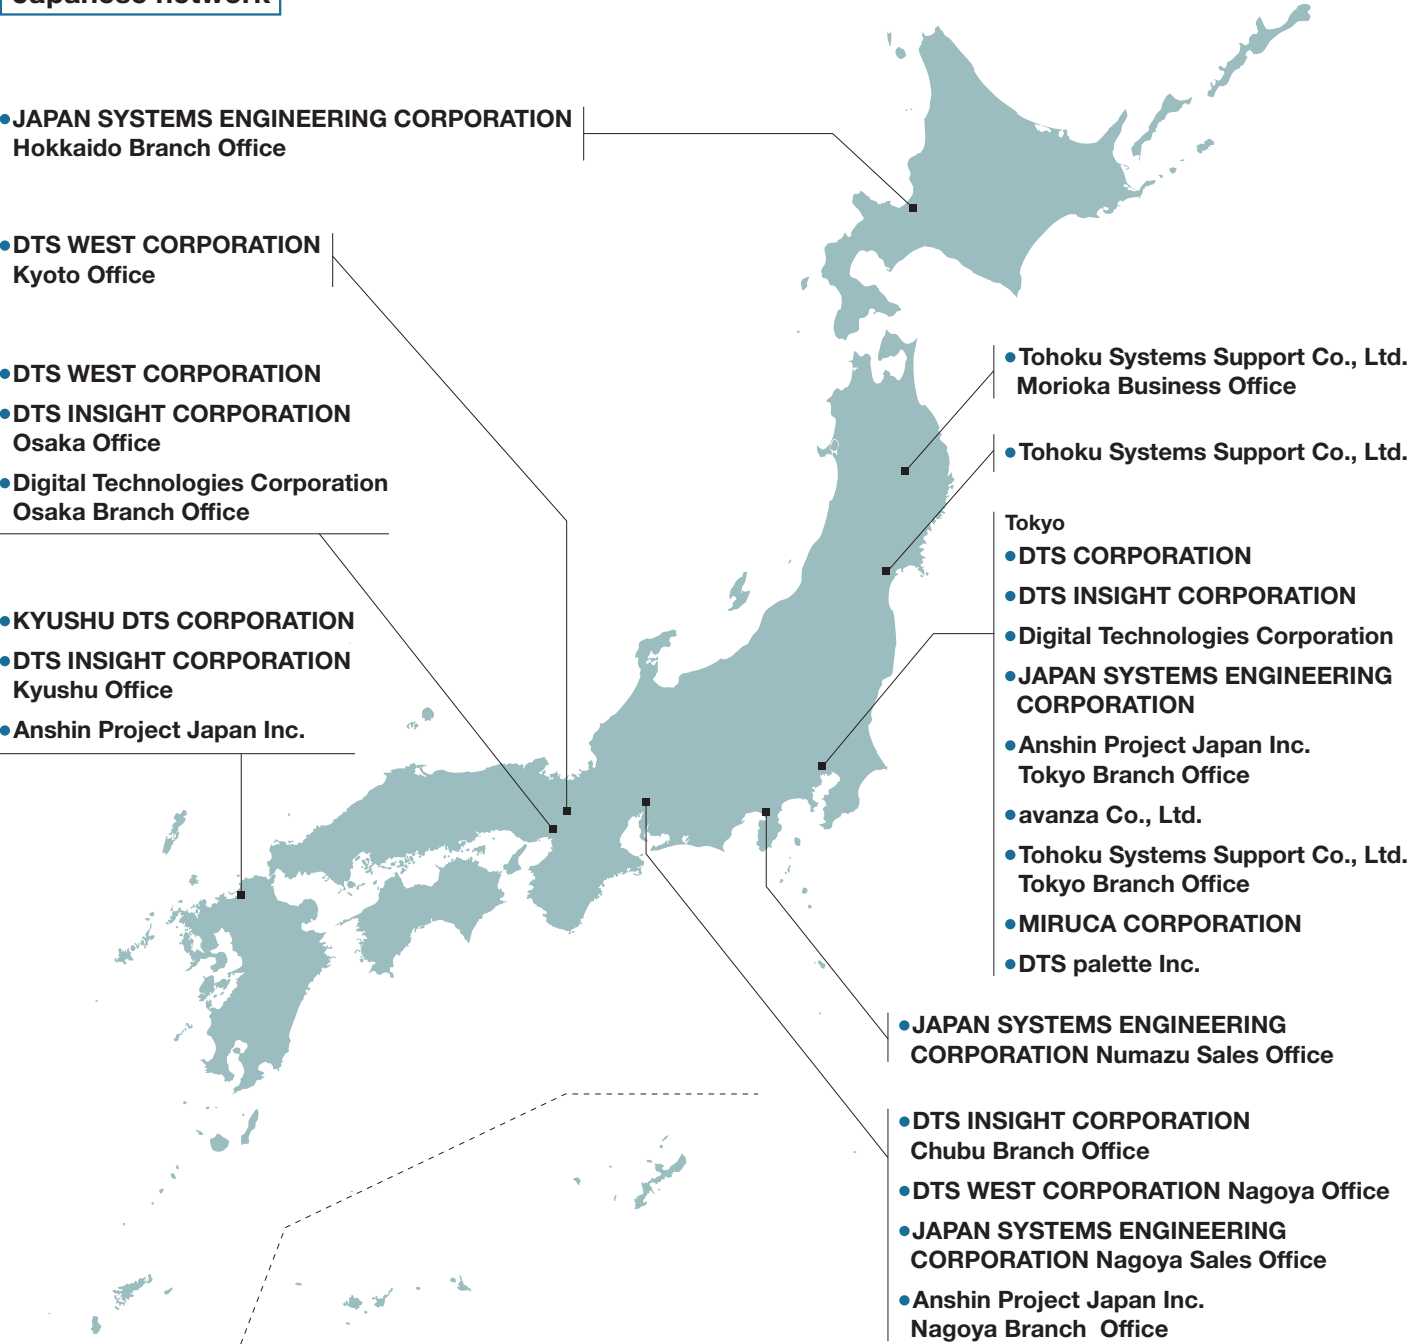 Japanese network
JAPAN SYSTEMS ENGINEERING CORPORATION
Hokkaido Branch Office
DTS WEST CORPORATION
Kyoto Office
DTS WEST CORPORATION
DTS INSIGHT CORPORATION
Osaka Office
Digital Technologies Corporation
Osaka Branch Office
KYUSHU DTS CORPORATION
DTS INSIGHT CORPORATION
Kyushu Office
Anshin Project Japan Inc.
Tohoku Systems Support Co., Ltd.
Morioka Business Office
Tohoku Systems Support Co., Ltd.
Tokyo
DTS CORPORATION
DTS INSIGHT CORPORATION
Digital Technologies Corporation
JAPAN SYSTEMS ENGINEERING
CORPORATION
Anshin Project Japan Inc.
Tokyo Branch Office
avanza Co., Ltd.
Tohoku Systems Support Co., Ltd.
Tokyo Branch Office
MIRUCA CORPORATION
DTS palette Inc.
JAPAN SYSTEMS ENGINEERING
CORPORATION Numazu Sales Office
DTS INSIGHT CORPORATION
Chubu Branch Office
DTS WEST CORPORATION Nagoya Office
JAPAN SYSTEMS ENGINEERING
CORPORATION Nagoya Sales Office
Anshin Project Japan Inc.
Nagoya Branch Office